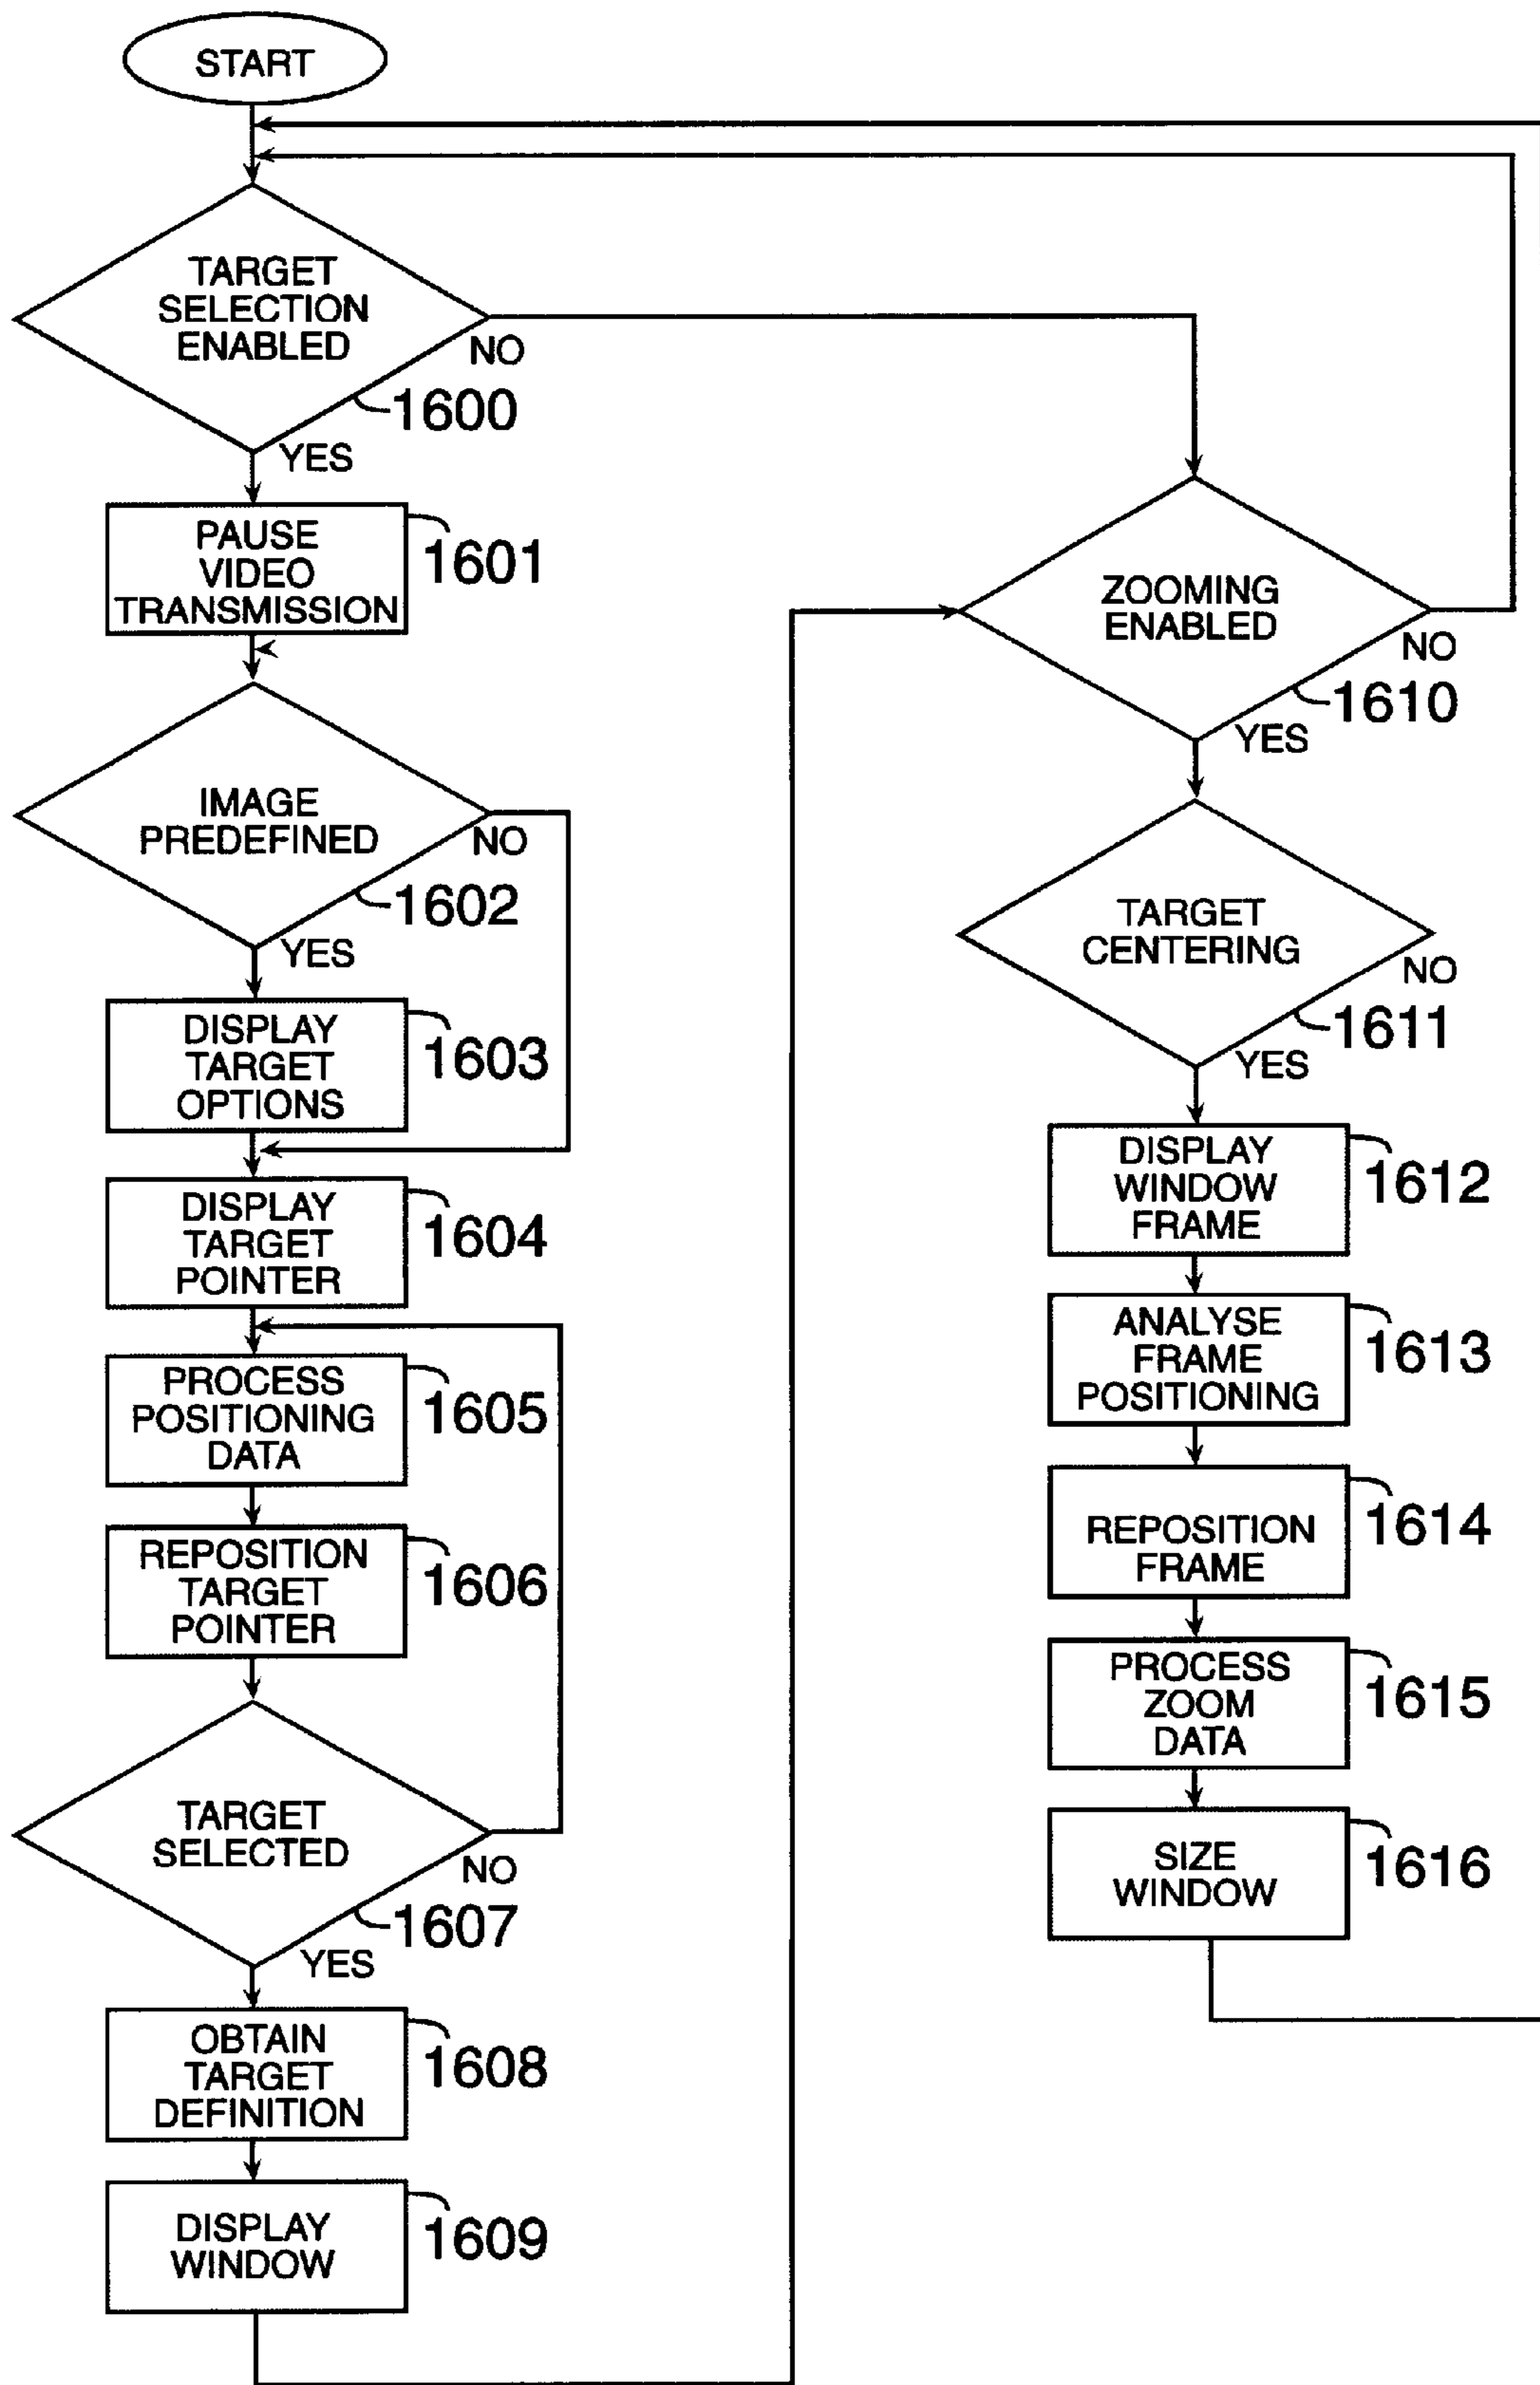 START
TARGET
SELECTION
ENABLED
NO
1600
YES
PAUSE
VIDEO
TRANSMISSION
1601
IMAGE
PREDEFINED
NO
1602
YES
DISPLAY
TARGET
OPTIONS
1603
DISPLAY
TARGET
POINTER
1604
PROCESS
POSITIONING
DATA
1605
REPOSITION
TARGET
POINTER
1606
TARGET
SELECTED
NO
1607
YES
OBTAIN
TARGET
DEFINITION
1608
DISPLAY
WINDOW
1609
ZOOMING
ENABLED
NO
1610
YES
TARGET
CENTERING
NO
1611
YES
DISPLAY
WINDOW
FRAME
1612
ANALYSE
FRAME
POSITIONING
1613
REPOSITION
FRAME
1614
PROCESS
ZOOM
DATA
1615
SIZE
WINDOW
1616